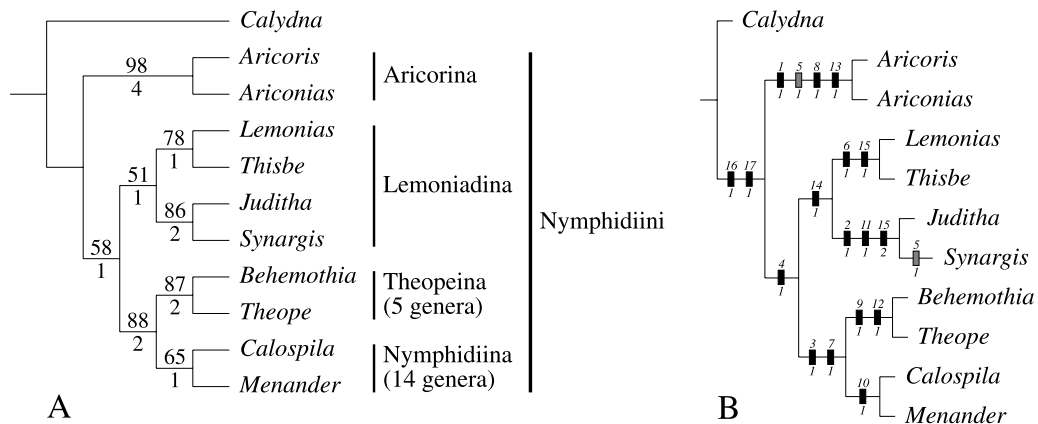 Calydna
Aricoris
98
4
Ariconias
Aricorina
Lemonias
78
1
Thisbe
51
1
Juditha
86
2
Synargis
Lemoniadina
58
1
Behemothia
87
2
Theope
Theopeina
(5 genera)
88
2
Calospila
65
1
Menander
Nymphidiina
(14 genera)
Nymphidiini
A
Calydna
1 5 8 13
1 1 1 1
Aricoris
Ariconias
16 17
1 1
Lemonias
6 15
1 1
Thisbe
14
1
Juditha
2 11 15
1 1 2
5
1
Synargis
4
1
Behemothia
9 12
1 1
Theope
3 7
1 1
Calospila
10
1
Menander
B